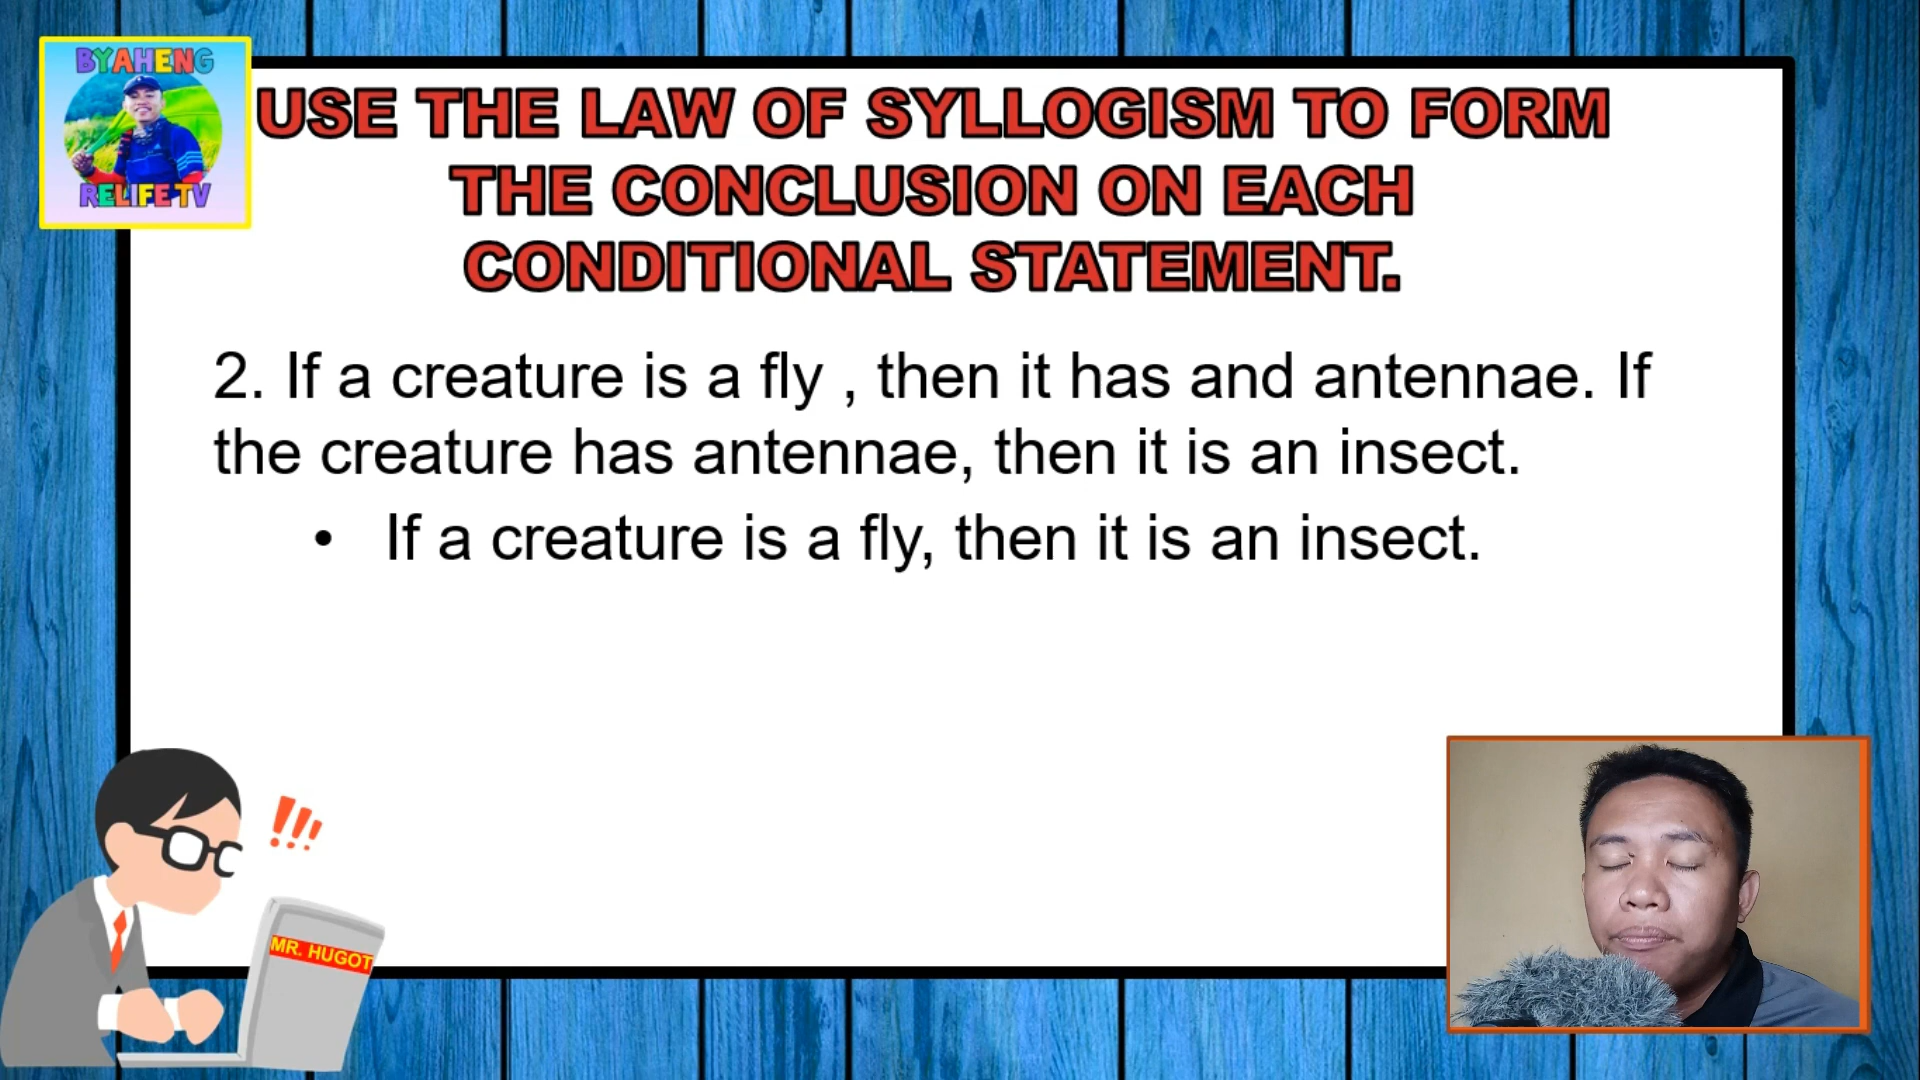 BYAHENG
RELIFE TV
USE THE LAW OF SYLLOGISM TO FORM
THE CONCLUSION ON EACH
CONDITIONAL STATEMENT.
2. If a creature is a fly , then it has and antennae. If
the creature has antennae, then it is an insect.
• If a creature is a fly, then it is an insect.
!!!
MR. HUGOT